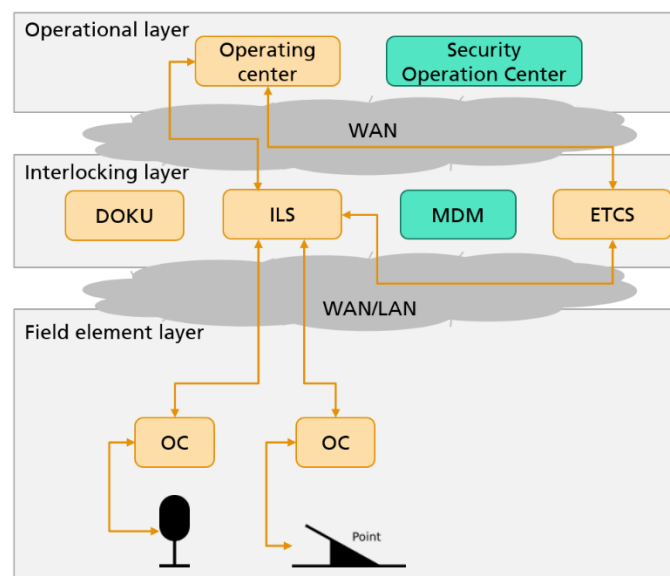 Operational layer
Operating
center
Security
Operation Center
WAN
Interlocking layer
DOKU
ILS
MDM
ETCS
WAN/LAN
Field element layer
OC
OC
Point